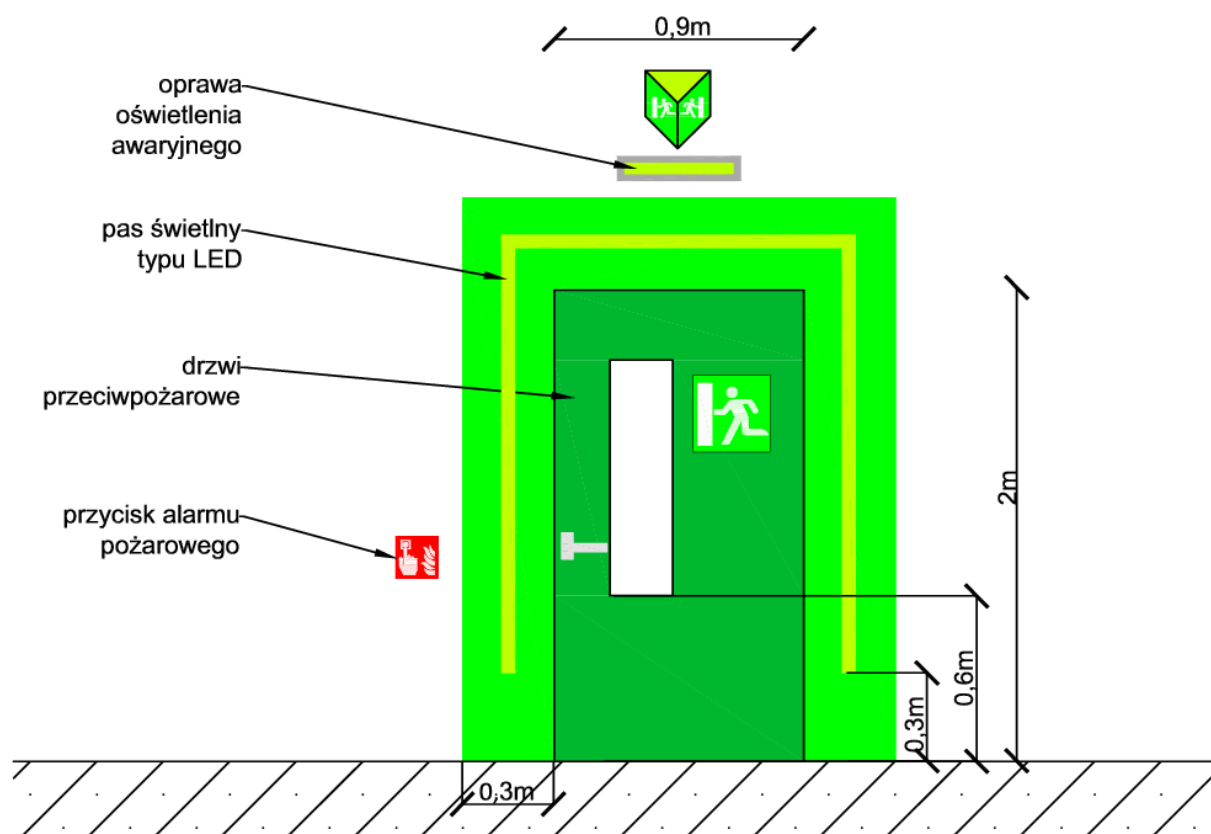 0,9m
oprawa
oświetlenia
awaryjnego
pas świetlny
typu LED
drzwi
przeciwpożarowe
przycisk alarmu
pożarowego
2m
0,6m
0,3m
0,3m